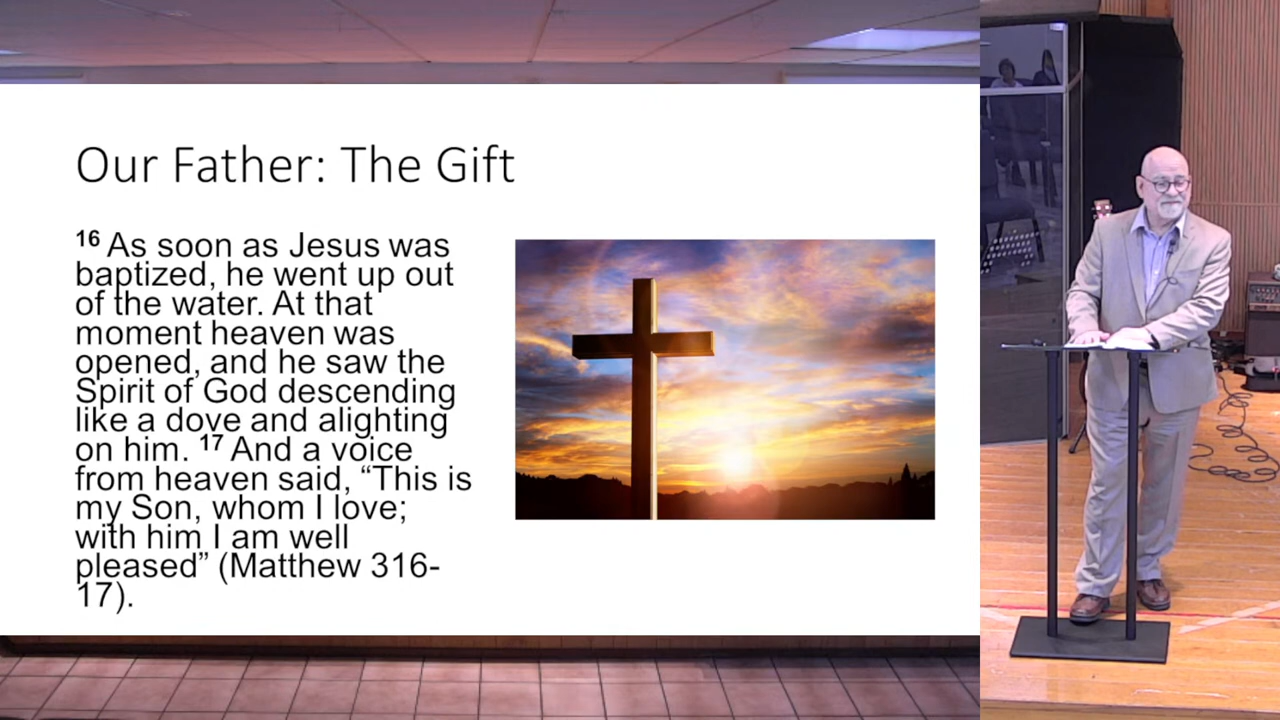 Our Father: The Gift
16 As soon as Jesus was
baptized, he went up out
of the water. At that
moment heaven was
opened, and he saw the
Spirit of God descending
like a dove and alighting
on him. 17 And a voice
from heaven said, “This is
my Son, whom I love;
with him I am well
pleased” (Matthew 316-
17).